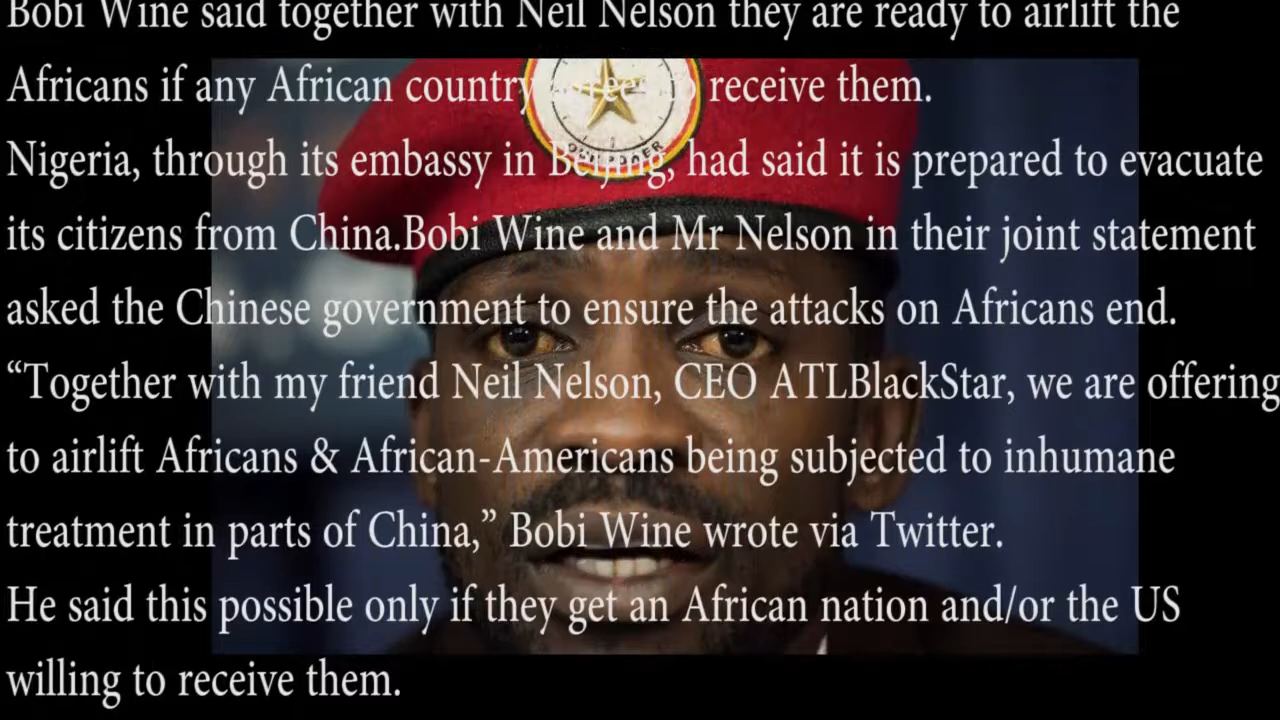 Bobi Wine said together with Neil Nelson they are ready to airlift the
Africans if any African country agrees to receive them.
Nigeria, through its embassy in Beijing, had said it is prepared to evacuate
its citizens from China.Bobi Wine and Mr Nelson in their joint statement
asked the Chinese government to ensure the attacks on Africans end.
“Together with my friend Neil Nelson, CEO ATLBlackStar, we are offering
to airlift Africans & African-Americans being subjected to inhumane
treatment in parts of China,” Bobi Wine wrote via Twitter.
He said this possible only if they get an African nation and/or the US
willing to receive them.